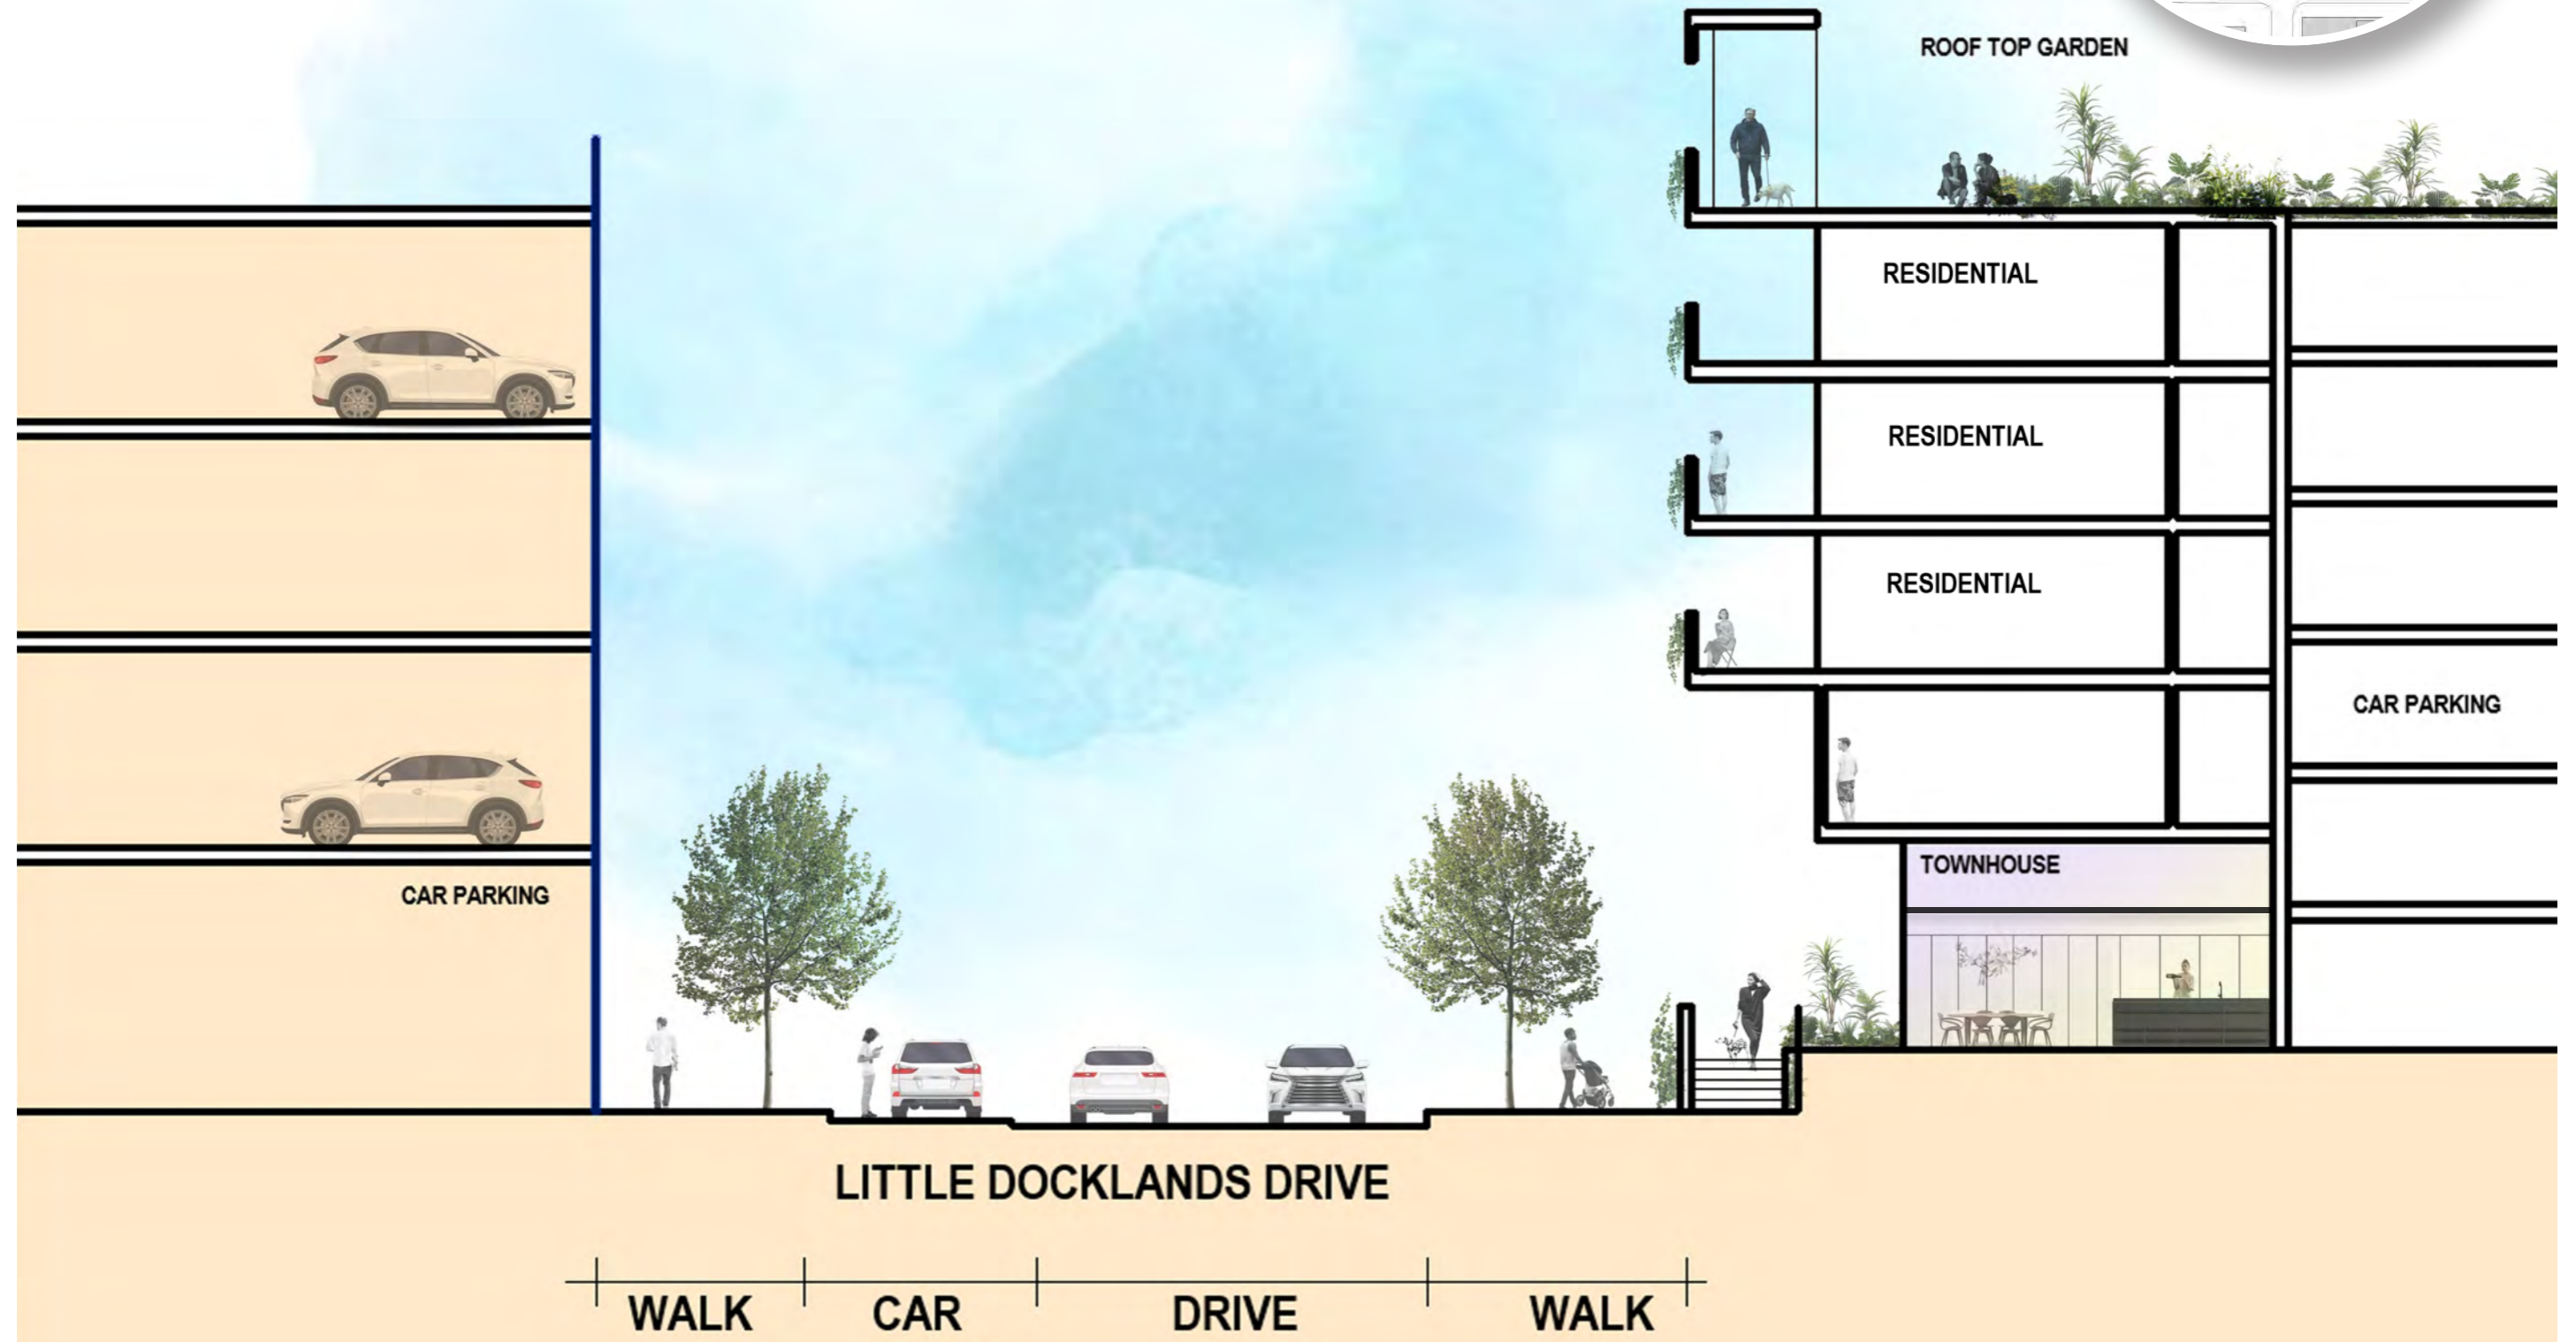 ROOF TOP GARDEN
RESIDENTIAL
RESIDENTIAL
RESIDENTIAL
CAR PARKING
TOWNHOUSE
CAR PARKING
LITTLE DOCKLANDS DRIVE
WALK
CAR
DRIVE
WALK